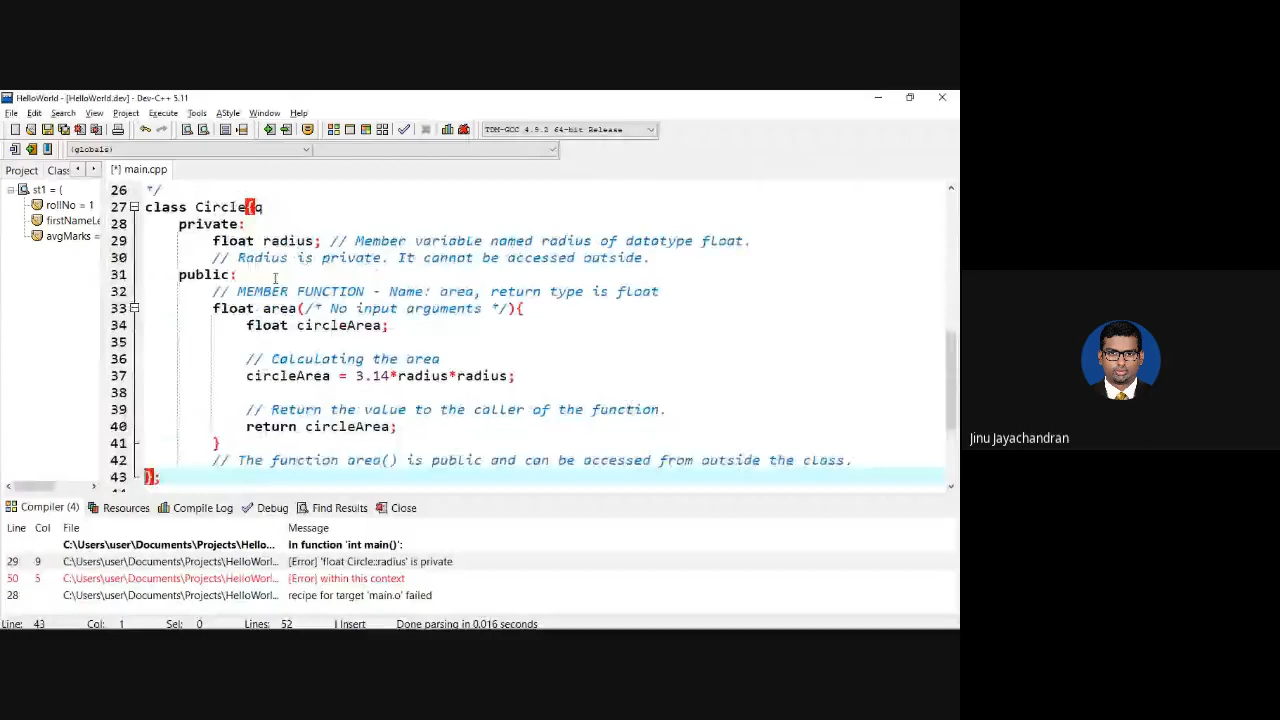 HelloWorld - [HelloWorld.dev] - Dev-C++ 5.11
File Edit Search View Project Execute Tools AStyle Window Help
TDM-GCC 4.9.2 64-bit Release
(globals)
Project Class [*] main.cpp
st1 = {
rollNo = 1
firstNameLe
avgMarks =
26 */
27 class Circle{q
28 private:
29 float radius; // Member variable named radius of datatype float.
30 // Radius is private. It cannot be accessed outside.
31 public:
32 // MEMBER FUNCTION - Name: area, return type is float
33 float area(/* No input arguments */){
34 float circleArea;
35
36 // Calculating the area
37 circleArea = 3.14*radius*radius;
38
39 // Return the value to the caller of the function.
40 return circleArea;
41 }
42 // The function area() is public and can be accessed from outside the class.
43 };
Compiler (4) Resources Compile Log Debug Find Results Close
Line Col File Message
C:\Users\user\Documents\Projects\Hello... In function 'int main()':
29 9 C:\Users\user\Documents\Projects\HelloWorl... [Error] 'float Circle::radius' is private
50 5 C:\Users\user\Documents\Projects\HelloWorl... [Error] within this context
28 C:\Users\user\Documents\Projects\HelloWorl... recipe for target 'main.o' failed
Line: 43 Col: 1 Sel: 0 Lines: 52 Insert Done parsing in 0.016 seconds
Jinu Jayachandran